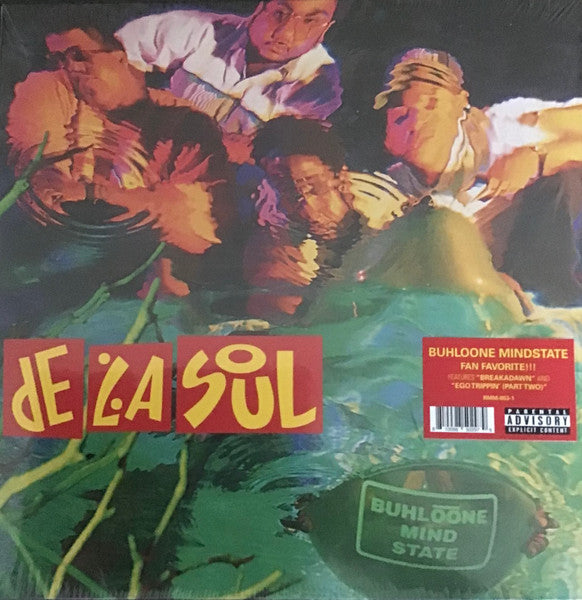 DE LA SOUL
BUHLOONE MINDSTATE
FAN FAVORITE!!!
FEATURES "BREAKADAWN" AND
"EGO TRIPPIN' (PART TWO)"
PARENTAL
ADVISORY
EXPLICIT CONTENT
BUHLOONE
MIND
STATE